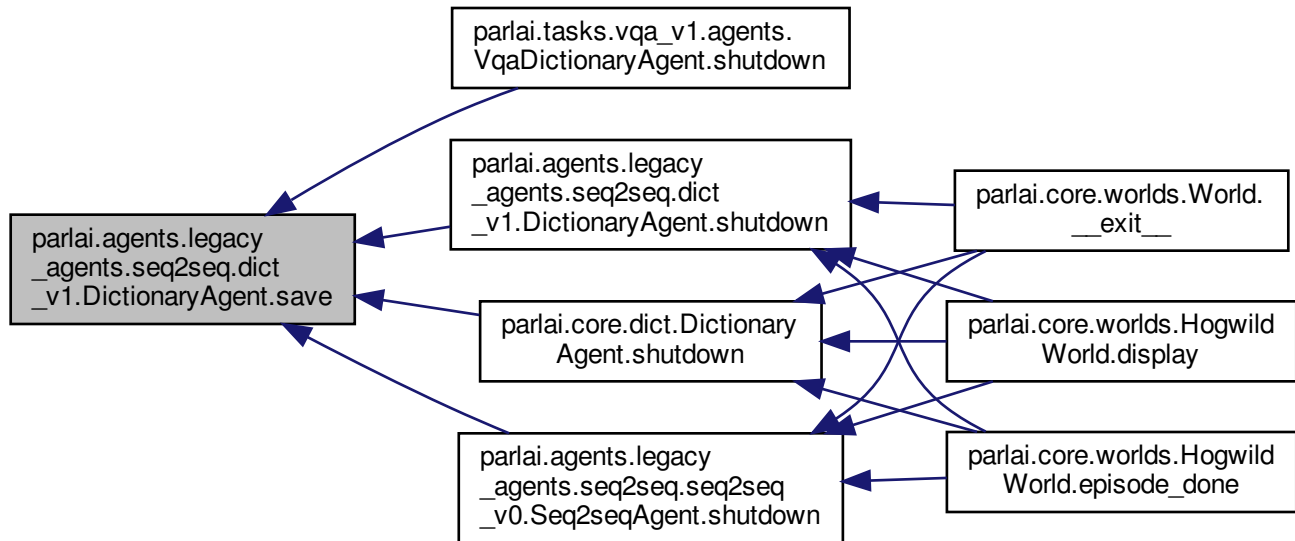 parlai.tasks.vqa_v1.agents.
VqaDictionaryAgent.shutdown
parlai.agents.legacy
_agents.seq2seq.dict
_v1.DictionaryAgent.shutdown
parlai.core.worlds.World.
__exit__
parlai.agents.legacy
_agents.seq2seq.dict
_v1.DictionaryAgent.save
parlai.core.dict.Dictionary
Agent.shutdown
parlai.core.worlds.Hogwild
World.display
parlai.agents.legacy
_agents.seq2seq.seq2seq
_v0.Seq2seqAgent.shutdown
parlai.core.worlds.Hogwild
World.episode_done